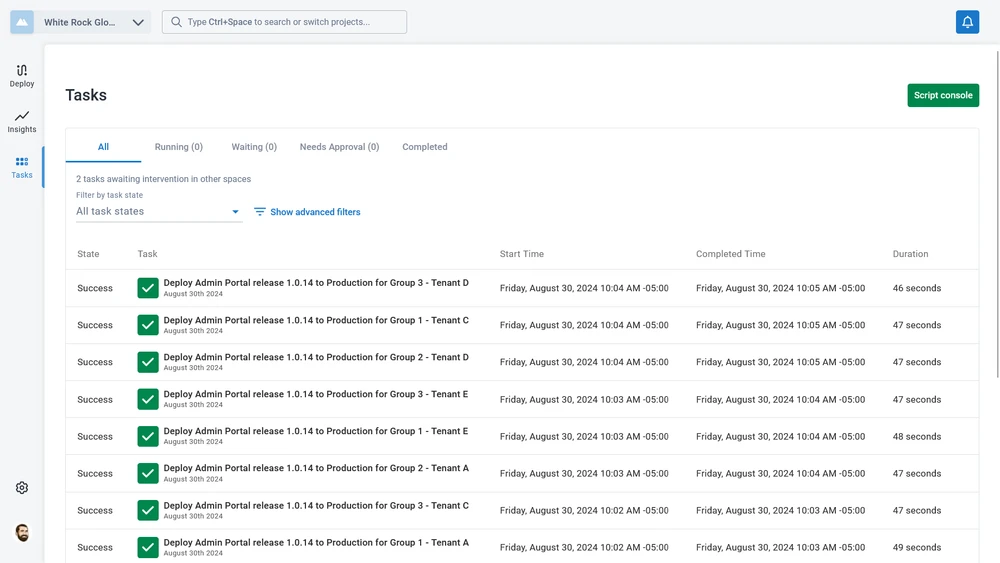 White Rock Glo...
Type Ctrl+Space to search or switch projects...
Deploy
Insights
Tasks
Tasks
Script console
All Running (0) Waiting (0) Needs Approval (0) Completed
2 tasks awaiting intervention in other spaces
Filter by task state
All task states Show advanced filters
State Task Start Time Completed Time Duration
Success Deploy Admin Portal release 1.0.14 to Production for Group 3 - Tenant D Friday, August 30, 2024 10:04 AM -05:00 Friday, August 30, 2024 10:05 AM -05:00 46 seconds
August 30th 2024
Success Deploy Admin Portal release 1.0.14 to Production for Group 1 - Tenant C Friday, August 30, 2024 10:04 AM -05:00 Friday, August 30, 2024 10:05 AM -05:00 47 seconds
August 30th 2024
Success Deploy Admin Portal release 1.0.14 to Production for Group 2 - Tenant D Friday, August 30, 2024 10:04 AM -05:00 Friday, August 30, 2024 10:05 AM -05:00 47 seconds
August 30th 2024
Success Deploy Admin Portal release 1.0.14 to Production for Group 3 - Tenant E Friday, August 30, 2024 10:03 AM -05:00 Friday, August 30, 2024 10:04 AM -05:00 47 seconds
August 30th 2024
Success Deploy Admin Portal release 1.0.14 to Production for Group 1 - Tenant E Friday, August 30, 2024 10:03 AM -05:00 Friday, August 30, 2024 10:04 AM -05:00 48 seconds
August 30th 2024
Success Deploy Admin Portal release 1.0.14 to Production for Group 2 - Tenant A Friday, August 30, 2024 10:03 AM -05:00 Friday, August 30, 2024 10:04 AM -05:00 47 seconds
August 30th 2024
Success Deploy Admin Portal release 1.0.14 to Production for Group 3 - Tenant C Friday, August 30, 2024 10:02 AM -05:00 Friday, August 30, 2024 10:03 AM -05:00 47 seconds
August 30th 2024
Success Deploy Admin Portal release 1.0.14 to Production for Group 1 - Tenant A Friday, August 30, 2024 10:02 AM -05:00 Friday, August 30, 2024 10:03 AM -05:00 49 seconds
August 30th 2024